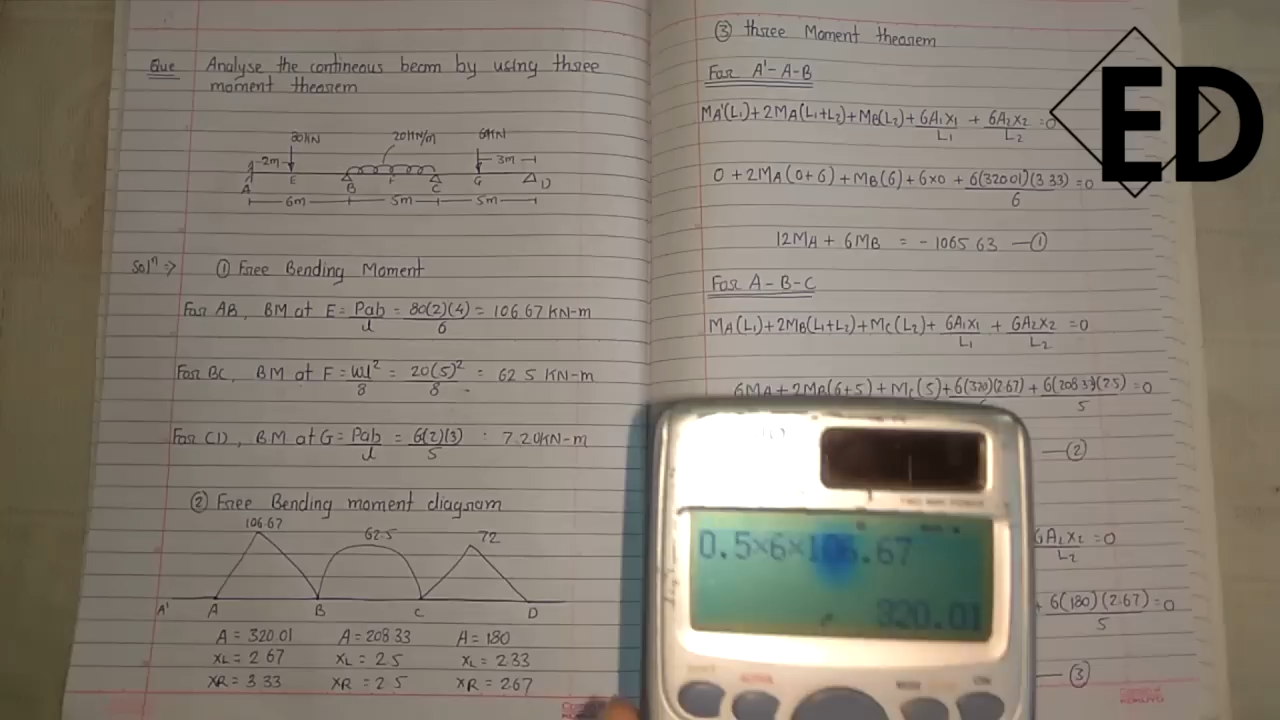 Que Analyse the contineous beam by using three
moment theorem
80KN 20KN/m 6KN
2m 3m
A E B F C G D
6m 5m 5m
Solⁿ ⇒ ① Free Bending Moment
For AB, BM at E = Pab/l = 80(2)(4)/6 = 106.67 KN-m
For BC, BM at F = wl²/8 = 20(5)²/8 = 62.5 KN-m
For CD, BM at G = Pab/l = 6(2)(3)/5 : 7.20KN-m
② Free Bending moment diagram
106.67 62.5 72
A' A B C D
A = 320.01 A = 208.33 A = 180
XL = 2.67 XL = 2.5 XL = 2.33
XR = 3.33 XR = 2.5 XR = 2.67
③ three Moment theorem
For A'-A-B
MA'(L₁) + 2MA(L₁+L₂) + MB(L₂) + 6A₁X₁/L₁ + 6A₂X₂/L₂ = 0
0 + 2MA(0+6) + MB(6) + 6×0 + 6(320.01)(3.33)/6 = 0
12MA + 6MB = -1065.63 —①
For A-B-C
MA(L₁) + 2MB(L₁+L₂) + MC(L₂) + 6A₁X₁/L₁ + 6A₂X₂/L₂ = 0
6MA + 2MB(6+5) + MC(5) + 6(320)(2.67) + 6(208.33)(2.5)/5 = 0
—②
6A₂X₂/L₂ = 0
+ 6(180)(2.67)/5 = 0
—③
ED
0.5×6×106.67
320.01